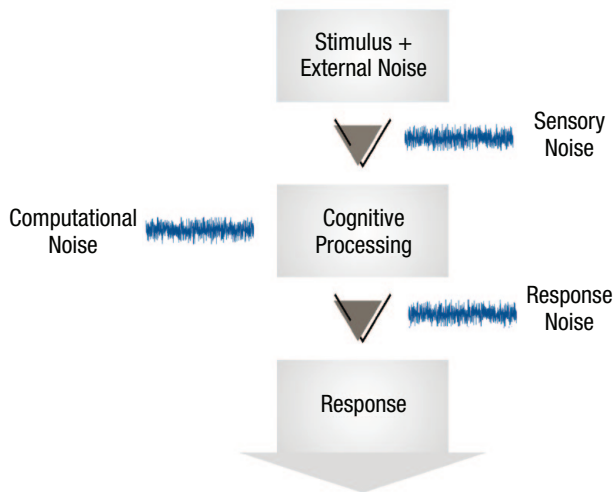 Stimulus +
External Noise
Sensory
Noise
Computational
Noise
Cognitive
Processing
Response
Noise
Response